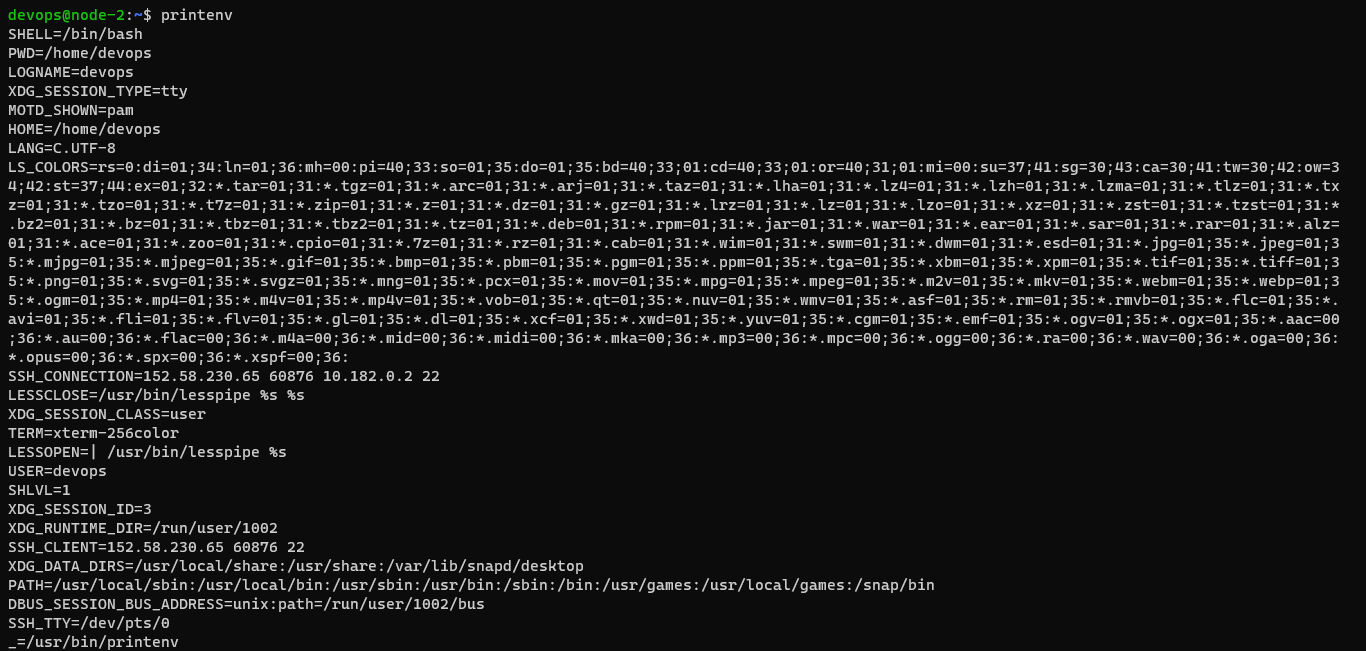 devops@node-2:~$ printenv
SHELL=/bin/bash
PWD=/home/devops
LOGNAME=devops
XDG_SESSION_TYPE=tty
MOTD_SHOWN=pam
HOME=/home/devops
LANG=C.UTF-8
LS_COLORS=rs=0:di=01;34:ln=01;36:mh=00:pi=40;33:so=01;35:do=01;35:bd=40;33;01:cd=40;33;01:or=40;31;01:mi=00:su=37;41:sg=30;43:ca=30;41:tw=30;42:ow=3
4;42:st=37;44:ex=01;32:*.tar=01;31:*.tgz=01;31:*.arc=01;31:*.arj=01;31:*.taz=01;31:*.lha=01;31:*.lz4=01;31:*.lzh=01;31:*.lzma=01;31:*.tlz=01;31:*.tx
z=01;31:*.tzo=01;31:*.t7z=01;31:*.zip=01;31:*.z=01;31:*.dz=01;31:*.gz=01;31:*.lrz=01;31:*.lz=01;31:*.lzo=01;31:*.xz=01;31:*.zst=01;31:*.tzst=01;31:*
.bz2=01;31:*.bz=01;31:*.tbz=01;31:*.tbz2=01;31:*.tz=01;31:*.deb=01;31:*.rpm=01;31:*.jar=01;31:*.war=01;31:*.ear=01;31:*.sar=01;31:*.rar=01;31:*.alz=
01;31:*.ace=01;31:*.zoo=01;31:*.cpio=01;31:*.7z=01;31:*.rz=01;31:*.cab=01;31:*.wim=01;31:*.swm=01;31:*.dwm=01;31:*.esd=01;31:*.jpg=01;35:*.jpeg=01;3
5:*.mjpg=01;35:*.mjpeg=01;35:*.gif=01;35:*.bmp=01;35:*.pbm=01;35:*.pgm=01;35:*.ppm=01;35:*.tga=01;35:*.xbm=01;35:*.xpm=01;35:*.tif=01;35:*.tiff=01;3
5:*.png=01;35:*.svg=01;35:*.svgz=01;35:*.mng=01;35:*.pcx=01;35:*.mov=01;35:*.mpg=01;35:*.mpeg=01;35:*.m2v=01;35:*.mkv=01;35:*.webm=01;35:*.webp=01;3
5:*.ogm=01;35:*.mp4=01;35:*.m4v=01;35:*.mp4v=01;35:*.vob=01;35:*.qt=01;35:*.nuv=01;35:*.wmv=01;35:*.asf=01;35:*.rm=01;35:*.rmvb=01;35:*.flc=01;35:*.
avi=01;35:*.fli=01;35:*.flv=01;35:*.gl=01;35:*.dl=01;35:*.xcf=01;35:*.xwd=01;35:*.yuv=01;35:*.cgm=01;35:*.emf=01;35:*.ogv=01;35:*.ogx=01;35:*.aac=00
;36:*.au=00;36:*.flac=00;36:*.m4a=00;36:*.mid=00;36:*.midi=00;36:*.mka=00;36:*.mp3=00;36:*.mpc=00;36:*.ogg=00;36:*.ra=00;36:*.wav=00;36:*.oga=00;36:
*.opus=00;36:*.spx=00;36:*.xspf=00;36:
SSH_CONNECTION=152.58.230.65 60876 10.182.0.2 22
LESSCLOSE=/usr/bin/lesspipe %s %s
XDG_SESSION_CLASS=user
TERM=xterm-256color
LESSOPEN=| /usr/bin/lesspipe %s
USER=devops
SHLVL=1
XDG_SESSION_ID=3
XDG_RUNTIME_DIR=/run/user/1002
SSH_CLIENT=152.58.230.65 60876 22
XDG_DATA_DIRS=/usr/local/share:/usr/share:/var/lib/snapd/desktop
PATH=/usr/local/sbin:/usr/local/bin:/usr/sbin:/usr/bin:/sbin:/bin:/usr/games:/usr/local/games:/snap/bin
DBUS_SESSION_BUS_ADDRESS=unix:path=/run/user/1002/bus
SSH_TTY=/dev/pts/0
_=/usr/bin/printenv